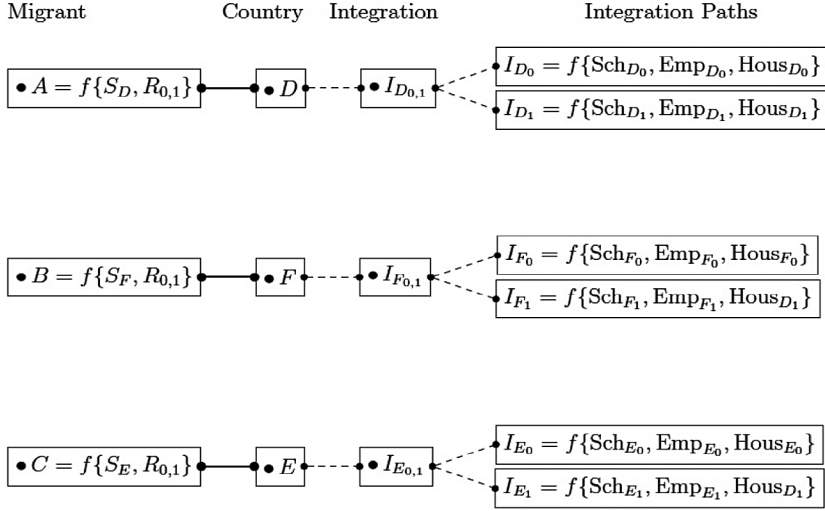 Migrant Country Integration Integration Paths
• A = f{S_D, R_{0,1}} • D • I_{D_{0,1}}
I_{D_0} = f{Sch_{D_0}, Emp_{D_0}, Hous_{D_0}}
I_{D_1} = f{Sch_{D_1}, Emp_{D_1}, Hous_{D_1}}
• B = f{S_F, R_{0,1}} • F • I_{F_{0,1}}
I_{F_0} = f{Sch_{F_0}, Emp_{F_0}, Hous_{F_0}}
I_{F_1} = f{Sch_{F_1}, Emp_{F_1}, Hous_{D_1}}
• C = f{S_E, R_{0,1}} • E • I_{E_{0,1}}
I_{E_0} = f{Sch_{E_0}, Emp_{E_0}, Hous_{E_0}}
I_{E_1} = f{Sch_{E_1}, Emp_{E_1}, Hous_{D_1}}